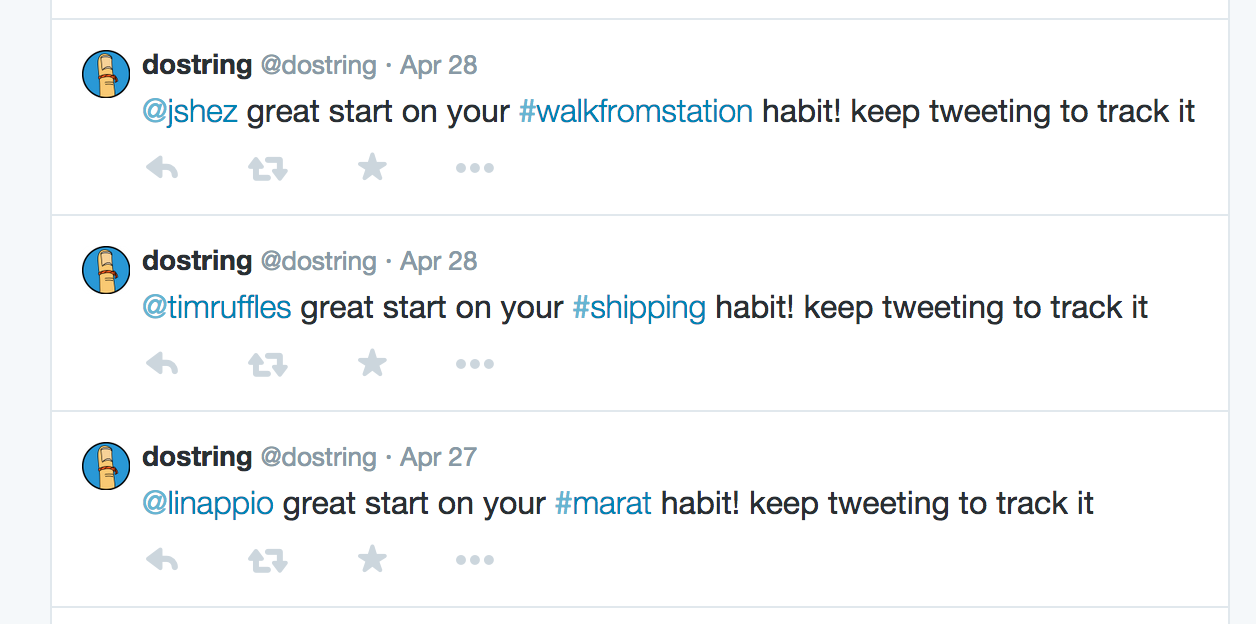 dostring @dostring · Apr 28
@jshez great start on your #walkfromstation habit! keep tweeting to track it
dostring @dostring · Apr 28
@timruffles great start on your #shipping habit! keep tweeting to track it
dostring @dostring · Apr 27
@linappio great start on your #marat habit! keep tweeting to track it